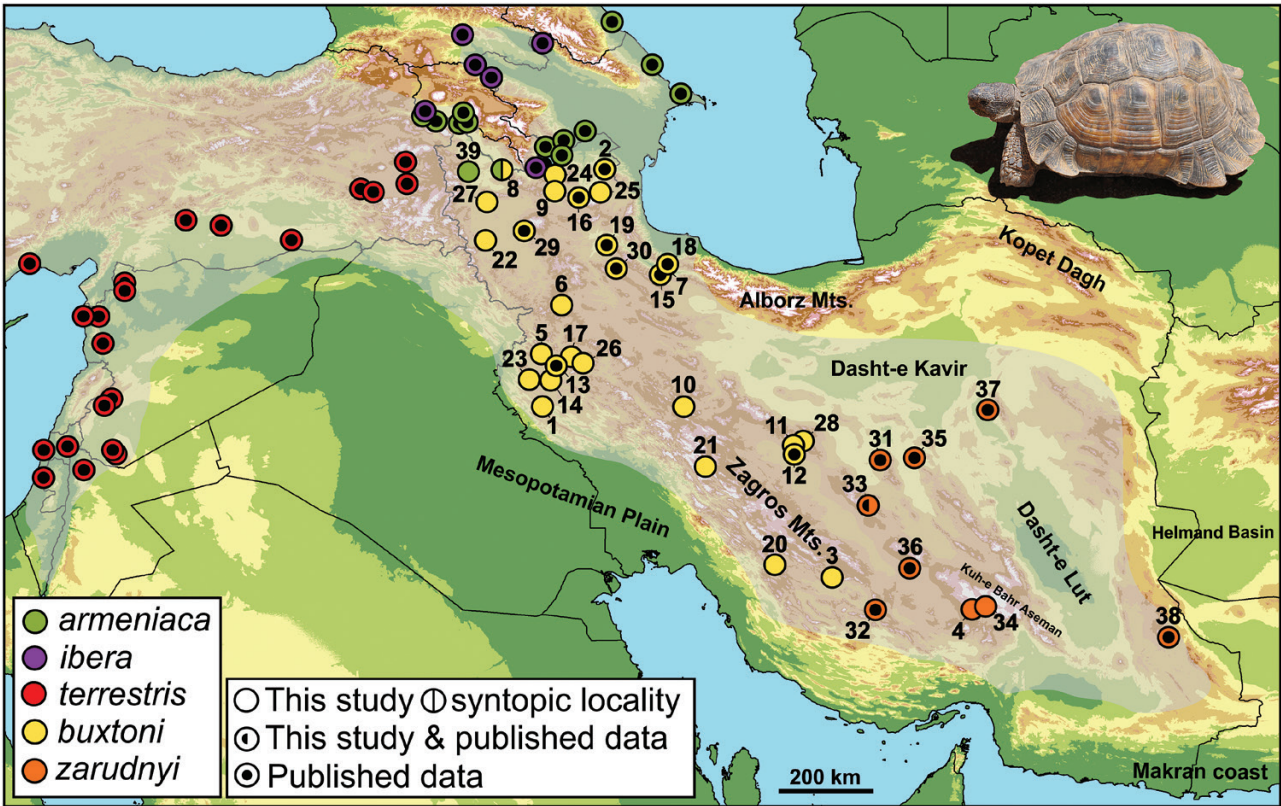 39
8
24
2
27
9
16
25
29
19
22
30
18
15
7
6
5
17
23
26
13
14
1
10
11
28
12
21
31
35
37
33
20
3
36
32
4
34
38
Kopet Dagh
Alborz Mts.
Dasht-e Kavir
Mesopotamian Plain
Zagros Mts.
Dasht-e Lut
Helmand Basin
Kuh-e Bahr Aseman
Makran coast
armeniaca
ibera
terrestris
buxtoni
zarudnyi
This study syntopic locality
This study & published data
Published data
200 km